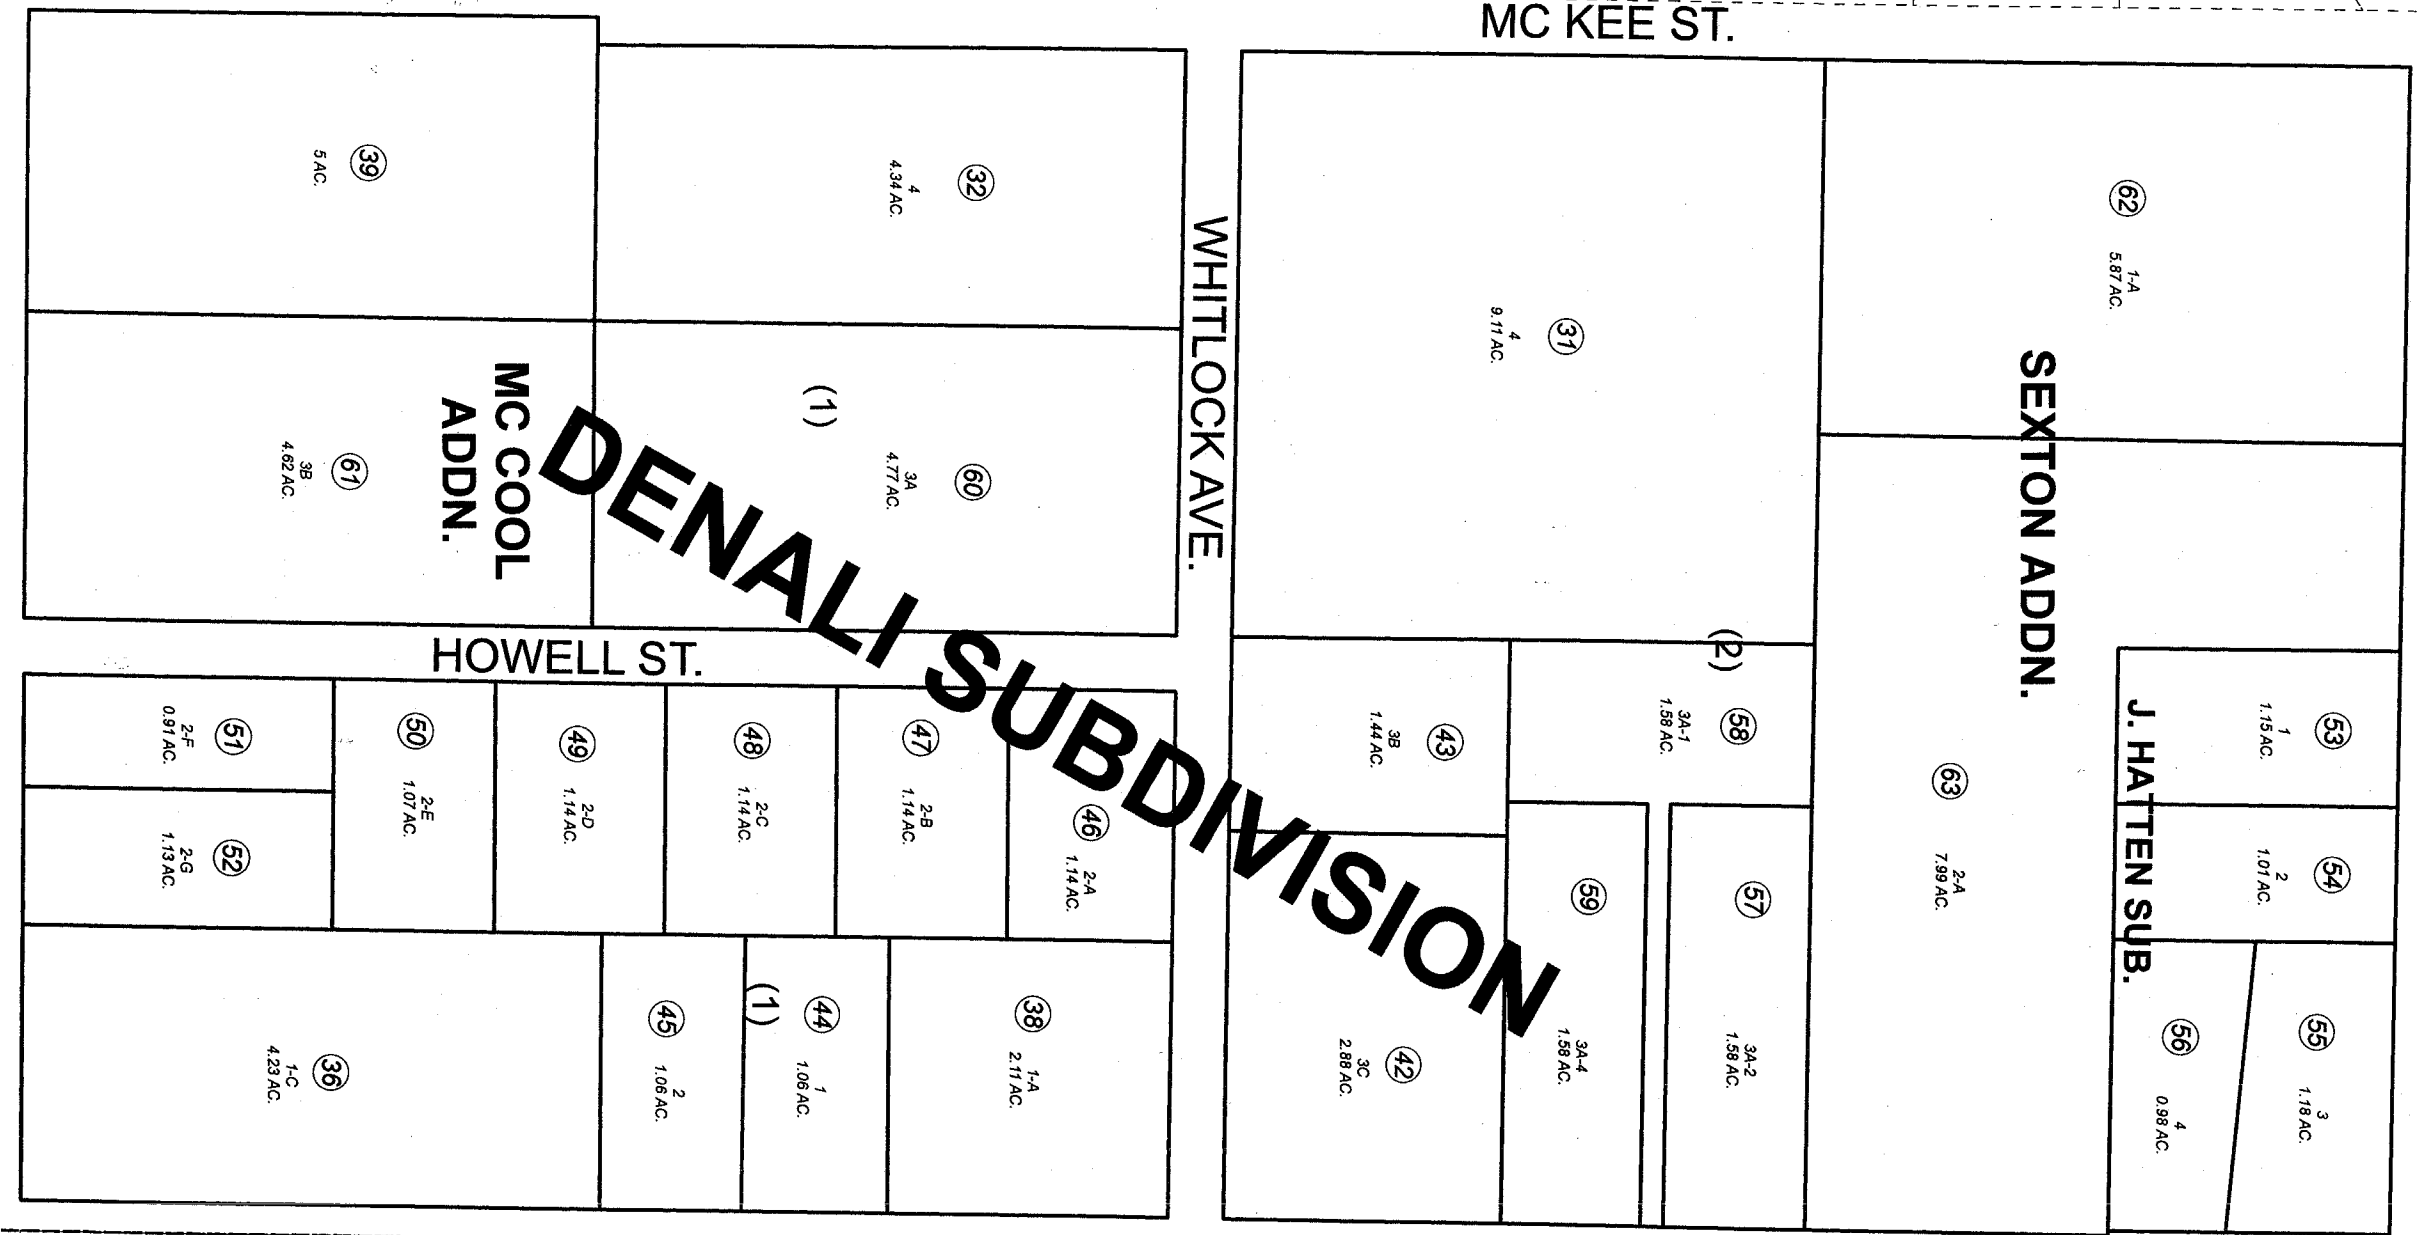 MC KEE ST.
39
5 AC.
32
4
4.34 AC.
WHITLOCK AVE.
31
4
9.11 AC.
62
1-A
5.87 AC.
SEXTON ADDN.
61
3B
4.62 AC.
MC COOL
ADDN.
(1)
60
3A
4.77 AC.
DENALI SUBDIVISION
HOWELL ST.
(2)
51
2-F
0.91 AC.
52
2-G
1.13 AC.
50
2-E
1.07 AC.
49
2-D
1.14 AC.
48
2-C
1.14 AC.
47
2-B
1.14 AC.
46
2-A
1.14 AC.
43
3B
1.44 AC.
58
3A-1
1.58 AC.
63
2-A
7.99 AC.
J. HATTEN SUB.
53
1
1.15 AC.
54
2
1.01 AC.
36
1-C
4.23 AC.
45
2
1.06 AC.
(1)
44
1
1.06 AC.
38
1-A
2.11 AC.
42
3C
2.88 AC.
59
3A-4
1.58 AC.
57
3A-2
1.58 AC.
56
4
0.98 AC.
55
3
1.18 AC.